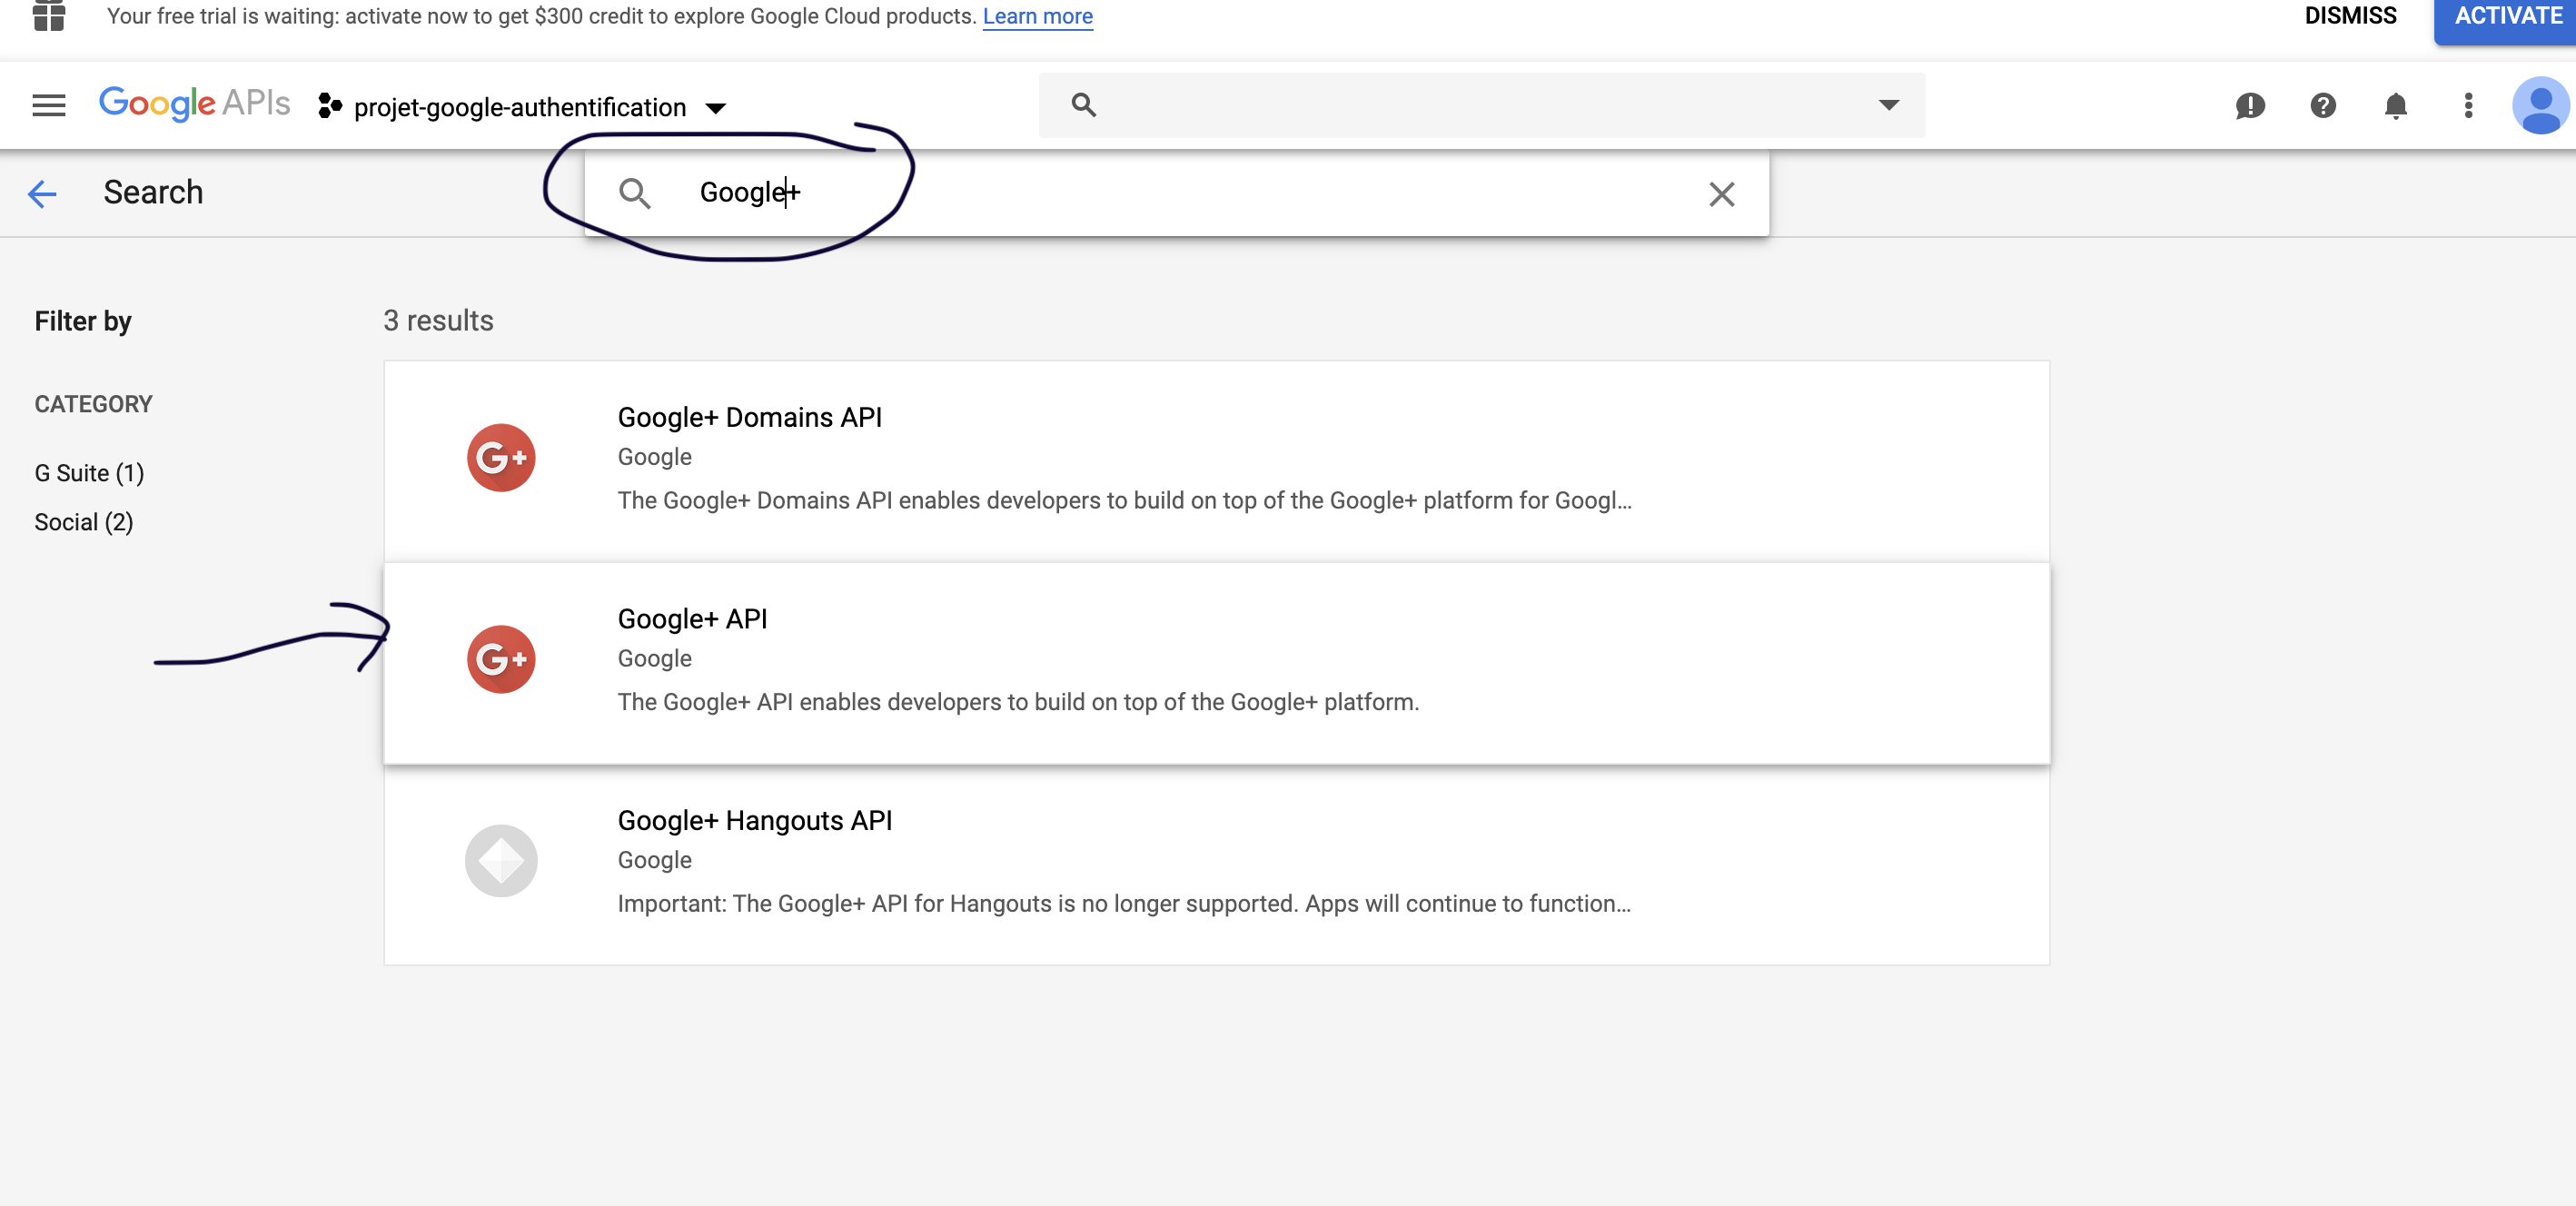 Your free trial is waiting: activate now to get $300 credit to explore Google Cloud products. Learn more
DISMISS
ACTIVATE
Google APIs
projet-google-authentification
Search
Google+
Filter by
CATEGORY
G Suite (1)
Social (2)
3 results
Google+ Domains API
Google
The Google+ Domains API enables developers to build on top of the Google+ platform for Googl...
Google+ API
Google
The Google+ API enables developers to build on top of the Google+ platform.
Google+ Hangouts API
Google
Important: The Google+ API for Hangouts is no longer supported. Apps will continue to function...
G+
G+